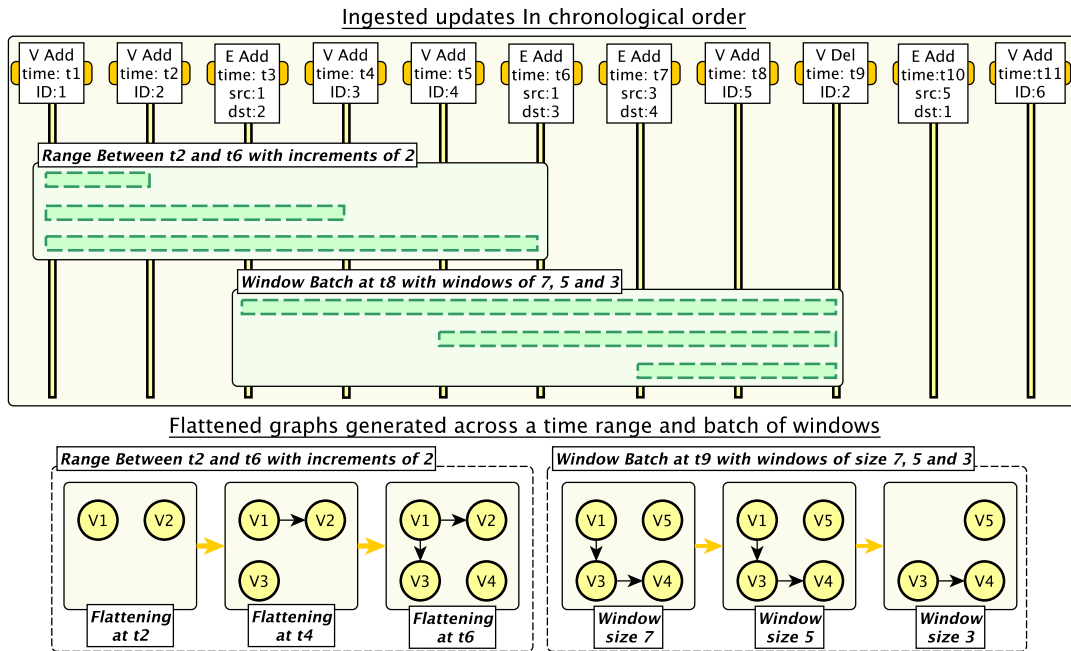 Ingested updates In chronological order
V Add
time: t1
ID:1
V Add
time: t2
ID:2
E Add
time: t3
src:1
dst:2
V Add
time: t4
ID:3
V Add
time: t5
ID:4
E Add
time: t6
src:1
dst:3
E Add
time: t7
src:3
dst:4
V Add
time: t8
ID:5
V Del
time: t9
ID:2
E Add
time:t10
src:5
dst:1
V Add
time:t11
ID:6
Range Between t2 and t6 with increments of 2
Window Batch at t8 with windows of 7, 5 and 3
Flattened graphs generated across a time range and batch of windows
Range Between t2 and t6 with increments of 2
V1 V2
Flattening
at t2
V1 V2
V3
Flattening
at t4
V1 V2
V3 V4
Flattening
at t6
Window Batch at t9 with windows of size 7, 5 and 3
V1 V5
V3 V4
Window
size 7
V1 V5
V3 V4
Window
size 5
V5
V3 V4
Window
size 3